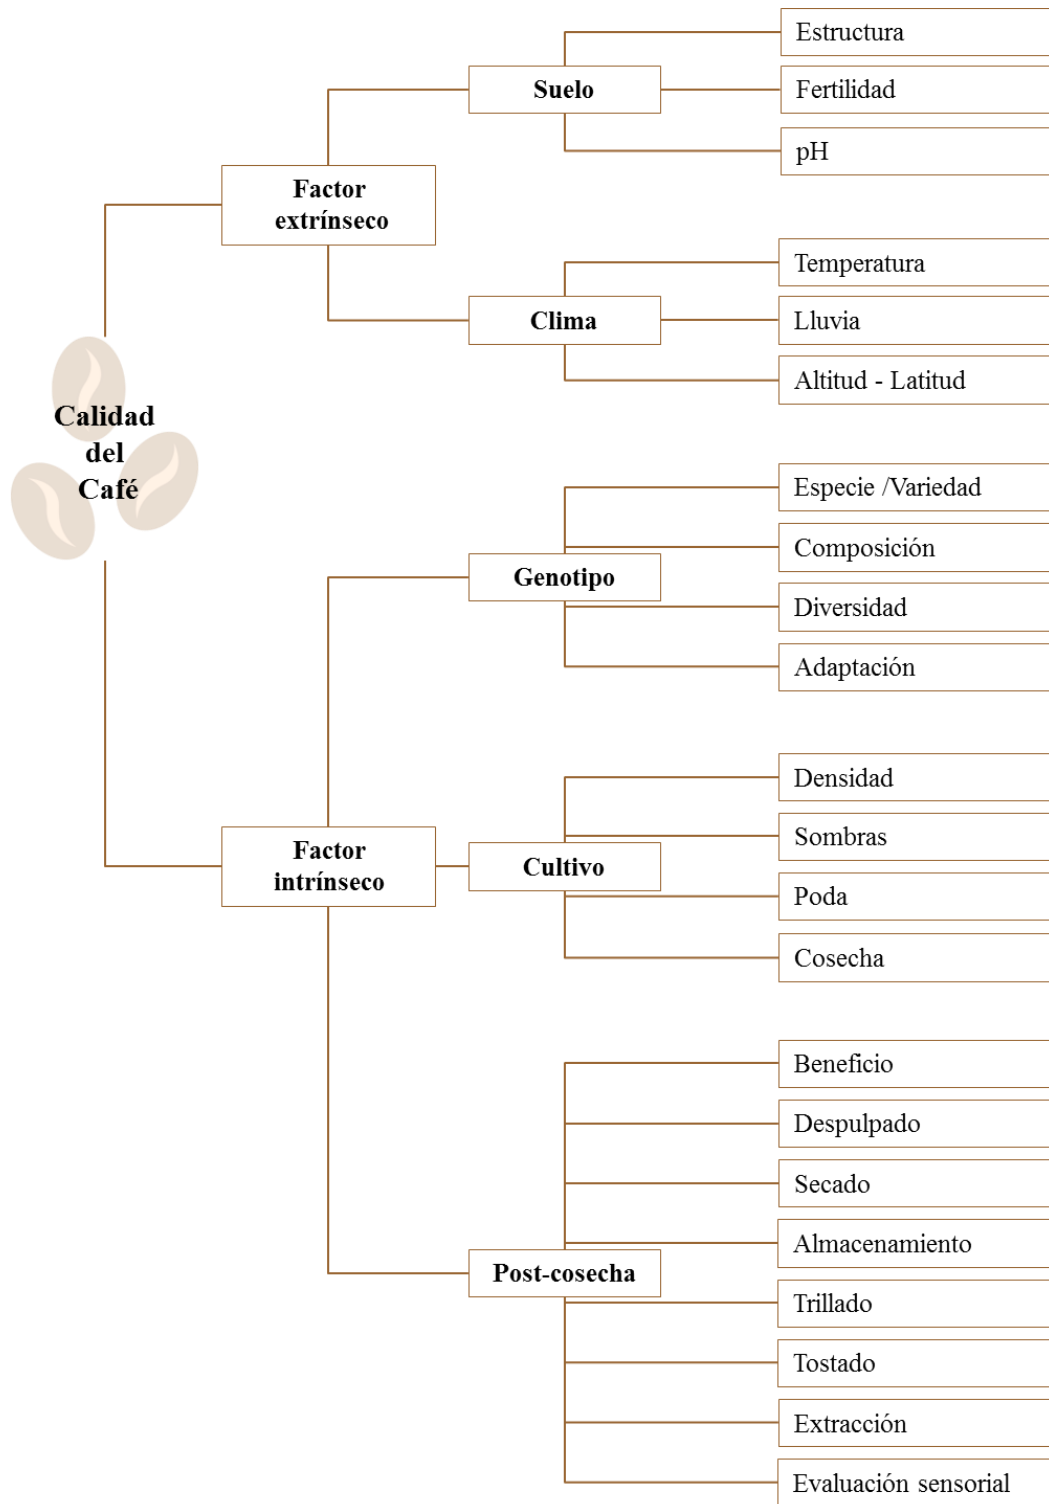 Calidad
del
Café
Factor
extrínseco
Suelo
Estructura
Fertilidad
pH
Clima
Temperatura
Lluvia
Altitud - Latitud
Factor
intrínseco
Genotipo
Especie /Variedad
Composición
Diversidad
Adaptación
Cultivo
Densidad
Sombras
Poda
Cosecha
Post-cosecha
Beneficio
Despulpado
Secado
Almacenamiento
Trillado
Tostado
Extracción
Evaluación sensorial